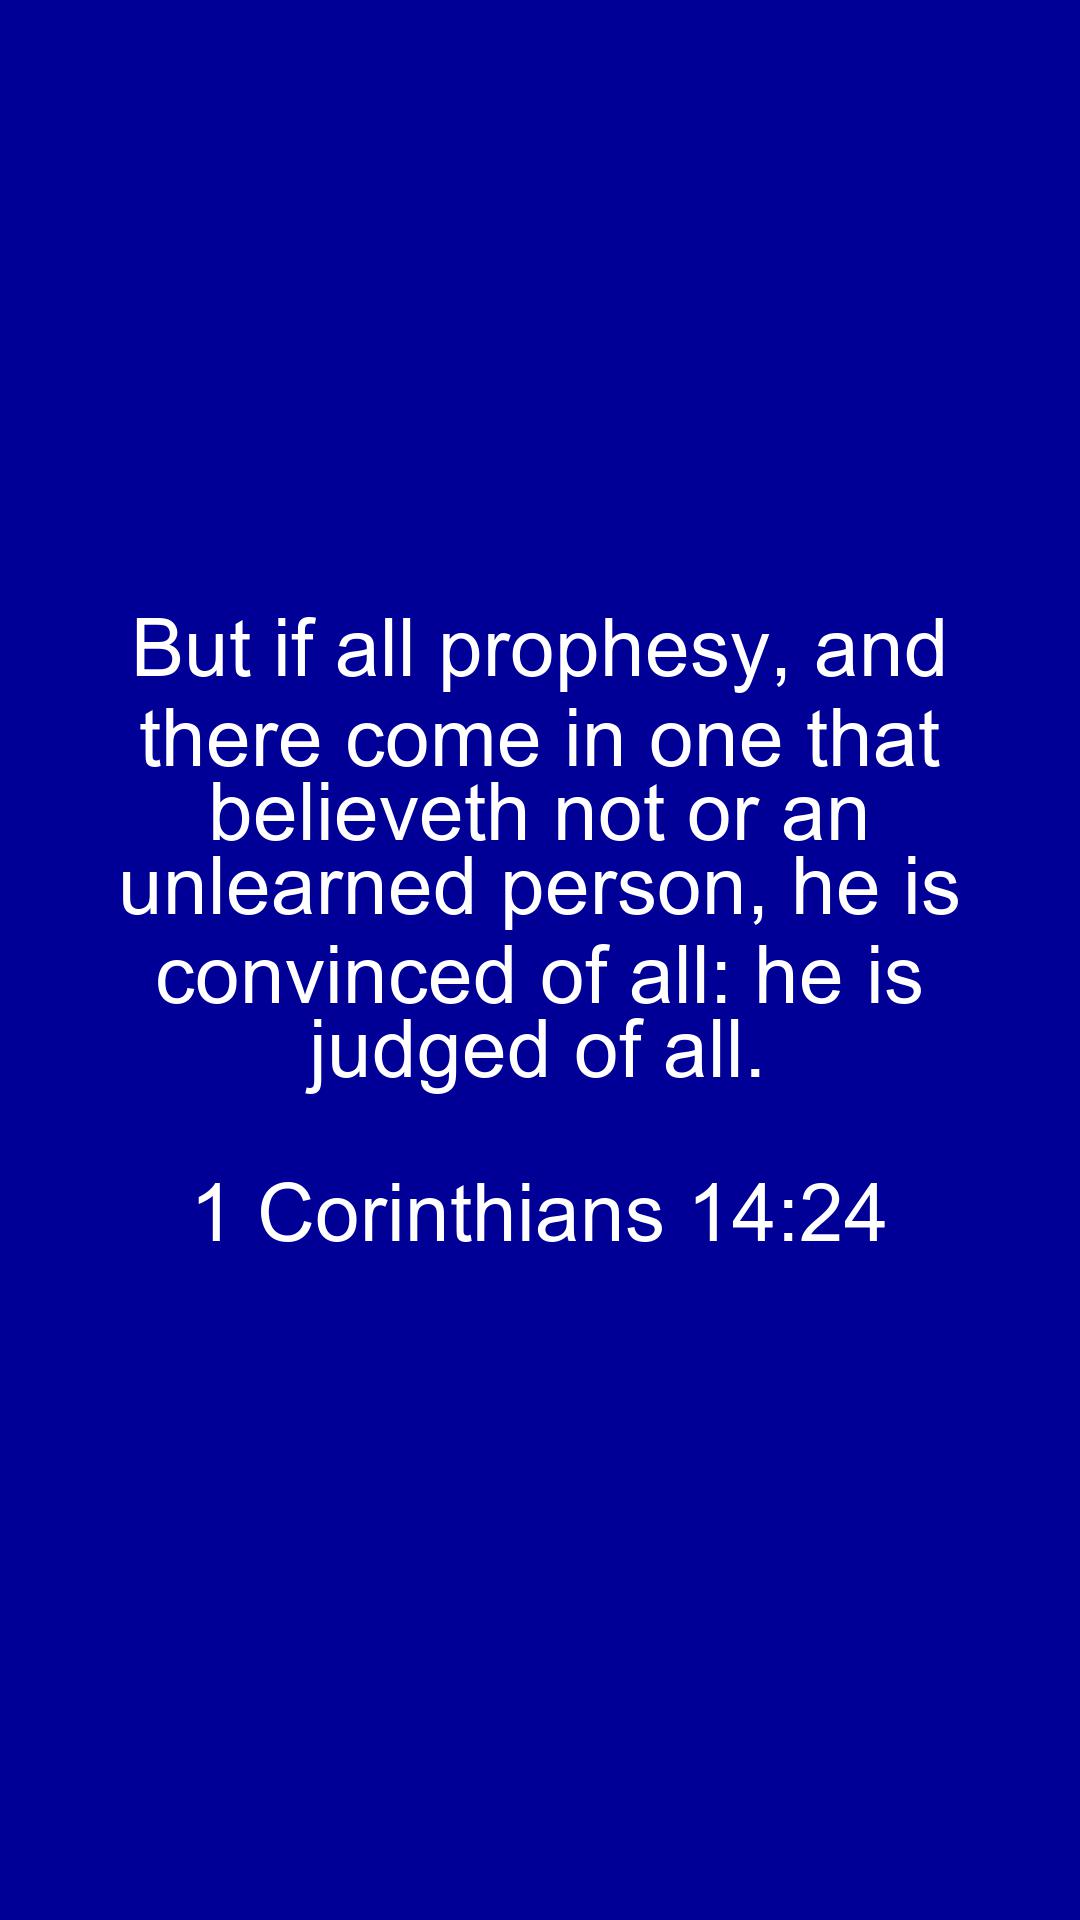 But if all prophesy, and
there come in one that
believeth not or an
unlearned person, he is
convinced of all: he is
judged of all.
1 Corinthians 14:24